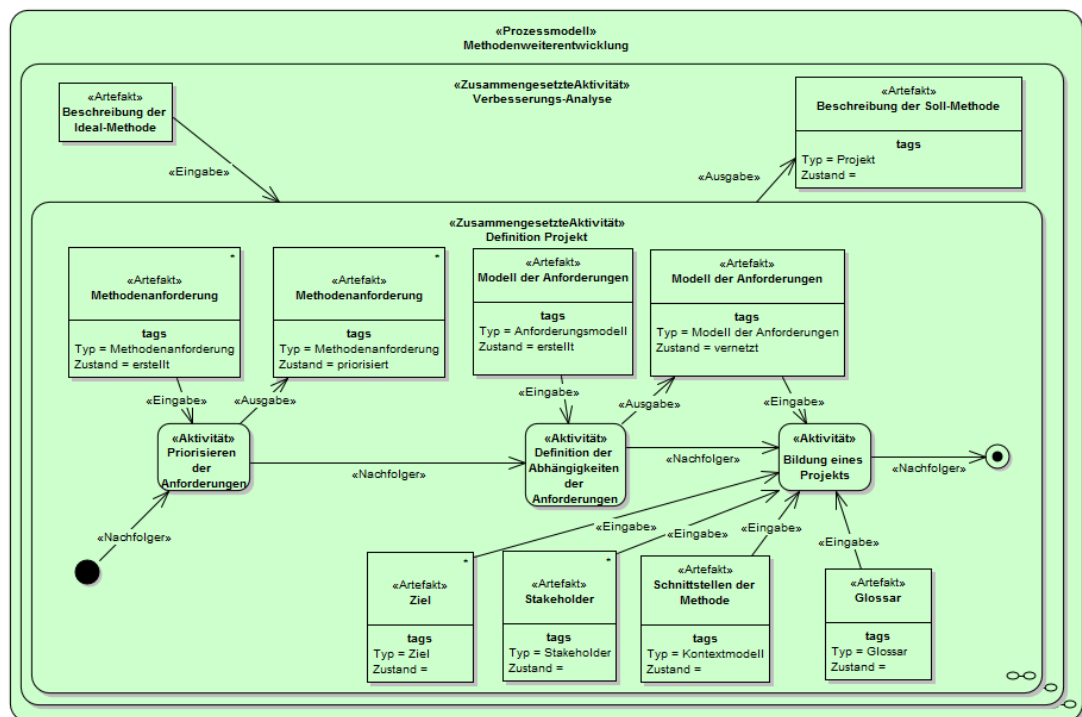 «Prozessmodell»
Methodenweiterentwicklung
«ZusammengesetzteAktivität»
Verbesserungs-Analyse
«Artefakt»
Beschreibung der
Ideal-Methode
«Artefakt»
Beschreibung der Soll-Methode
tags
Typ = Projekt
Zustand =
«Eingabe»
«Ausgabe»
«ZusammengesetzteAktivität»
Definition Projekt
*
«Artefakt»
Methodenanforderung
tags
Typ = Methodenanforderung
Zustand = erstellt
*
«Artefakt»
Methodenanforderung
tags
Typ = Methodenanforderung
Zustand = priorisiert
«Artefakt»
Modell der Anforderungen
tags
Typ = Anforderungsmodell
Zustand = erstellt
«Artefakt»
Modell der Anforderungen
tags
Typ = Modell der Anforderungen
Zustand = vernetzt
«Eingabe»
«Ausgabe»
«Eingabe»
«Ausgabe»
«Eingabe»
«Aktivität»
Priorisieren
der
Anforderungen
«Nachfolger»
«Aktivität»
Definition der
Abhängigkeiten
der
Anforderungen
«Nachfolger»
«Aktivität»
Bildung eines
Projekts
«Nachfolger»
«Nachfolger»
«Eingabe»
«Eingabe»
«Eingabe»
«Eingabe»
*
«Artefakt»
Ziel
tags
Typ = Ziel
Zustand =
*
«Artefakt»
Stakeholder
tags
Typ = Stakeholder
Zustand =
«Artefakt»
Schnittstellen der
Methode
tags
Typ = Kontextmodell
Zustand =
«Artefakt»
Glossar
tags
Typ = Glossar
Zustand =